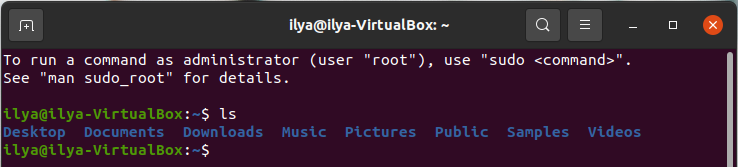 ilya@ilya-VirtualBox: ~
To run a command as administrator (user "root"), use "sudo <command>".
See "man sudo_root" for details.
ilya@ilya-VirtualBox:~$ ls
Desktop  Documents  Downloads  Music  Pictures  Public  Samples  Videos
ilya@ilya-VirtualBox:~$